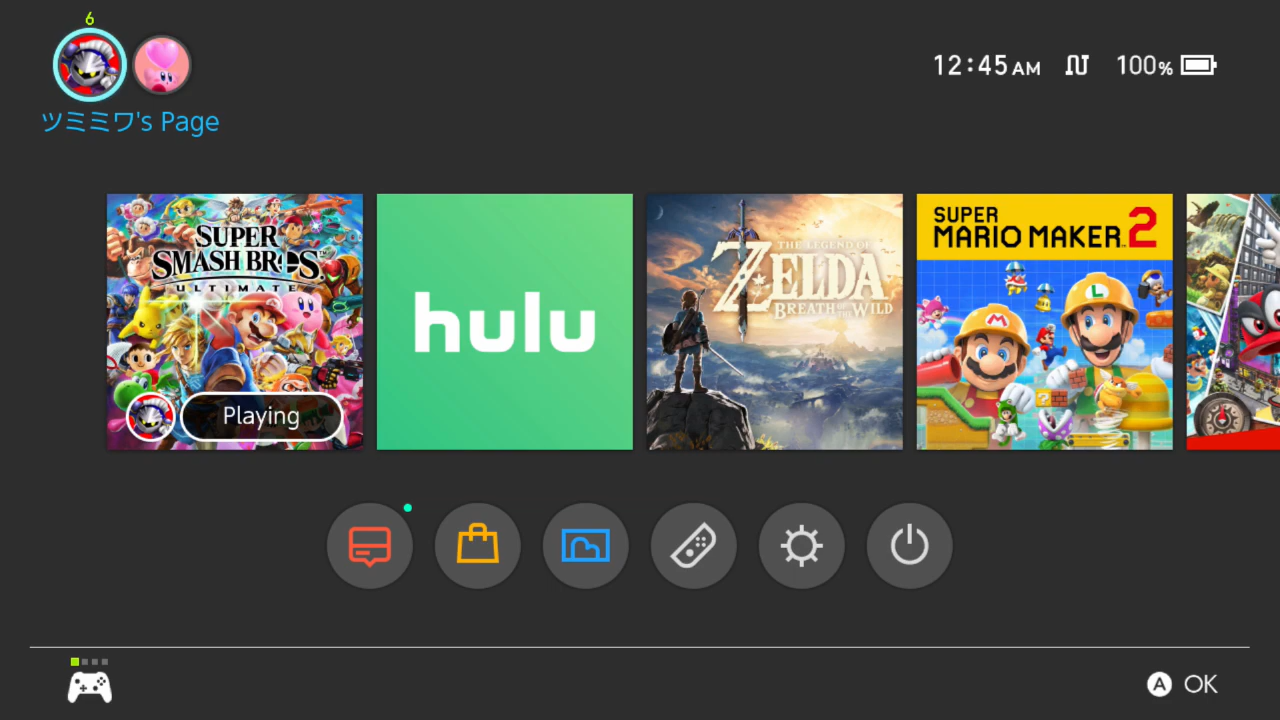 6
ツミミワ's Page
12:45 AM
100%
SUPER
SMASH BROS.
ULTIMATE
Playing
hulu
THE LEGEND OF
ZELDA
BREATH OF THE WILD
SUPER
MARIO MAKER 2
A OK